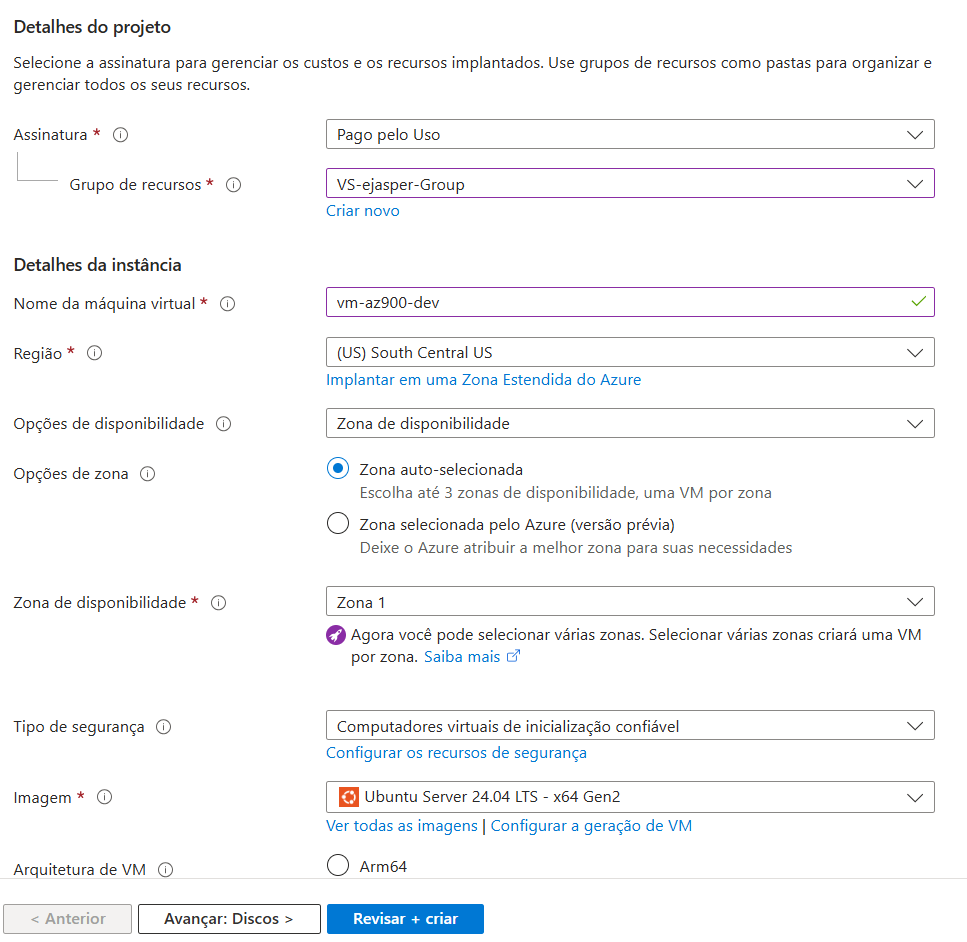 Detalhes do projeto
Selecione a assinatura para gerenciar os custos e os recursos implantados. Use grupos de recursos como pastas para organizar e
gerenciar todos os seus recursos.
Assinatura *
Pago pelo Uso
Grupo de recursos *
VS-ejasper-Group
Criar novo
Detalhes da instância
Nome da máquina virtual *
vm-az900-dev
Região *
(US) South Central US
Implantar em uma Zona Estendida do Azure
Opções de disponibilidade
Zona de disponibilidade
Opções de zona
Zona auto-selecionada
Escolha até 3 zonas de disponibilidade, uma VM por zona
Zona selecionada pelo Azure (versão prévia)
Deixe o Azure atribuir a melhor zona para suas necessidades
Zona de disponibilidade *
Zona 1
Agora você pode selecionar várias zonas. Selecionar várias zonas criará uma VM
por zona. Saiba mais
Tipo de segurança
Computadores virtuais de inicialização confiável
Configurar os recursos de segurança
Imagem *
Ubuntu Server 24.04 LTS - x64 Gen2
Ver todas as imagens | Configurar a geração de VM
Arquitetura de VM
Arm64
< Anterior
Avançar: Discos >
Revisar + criar